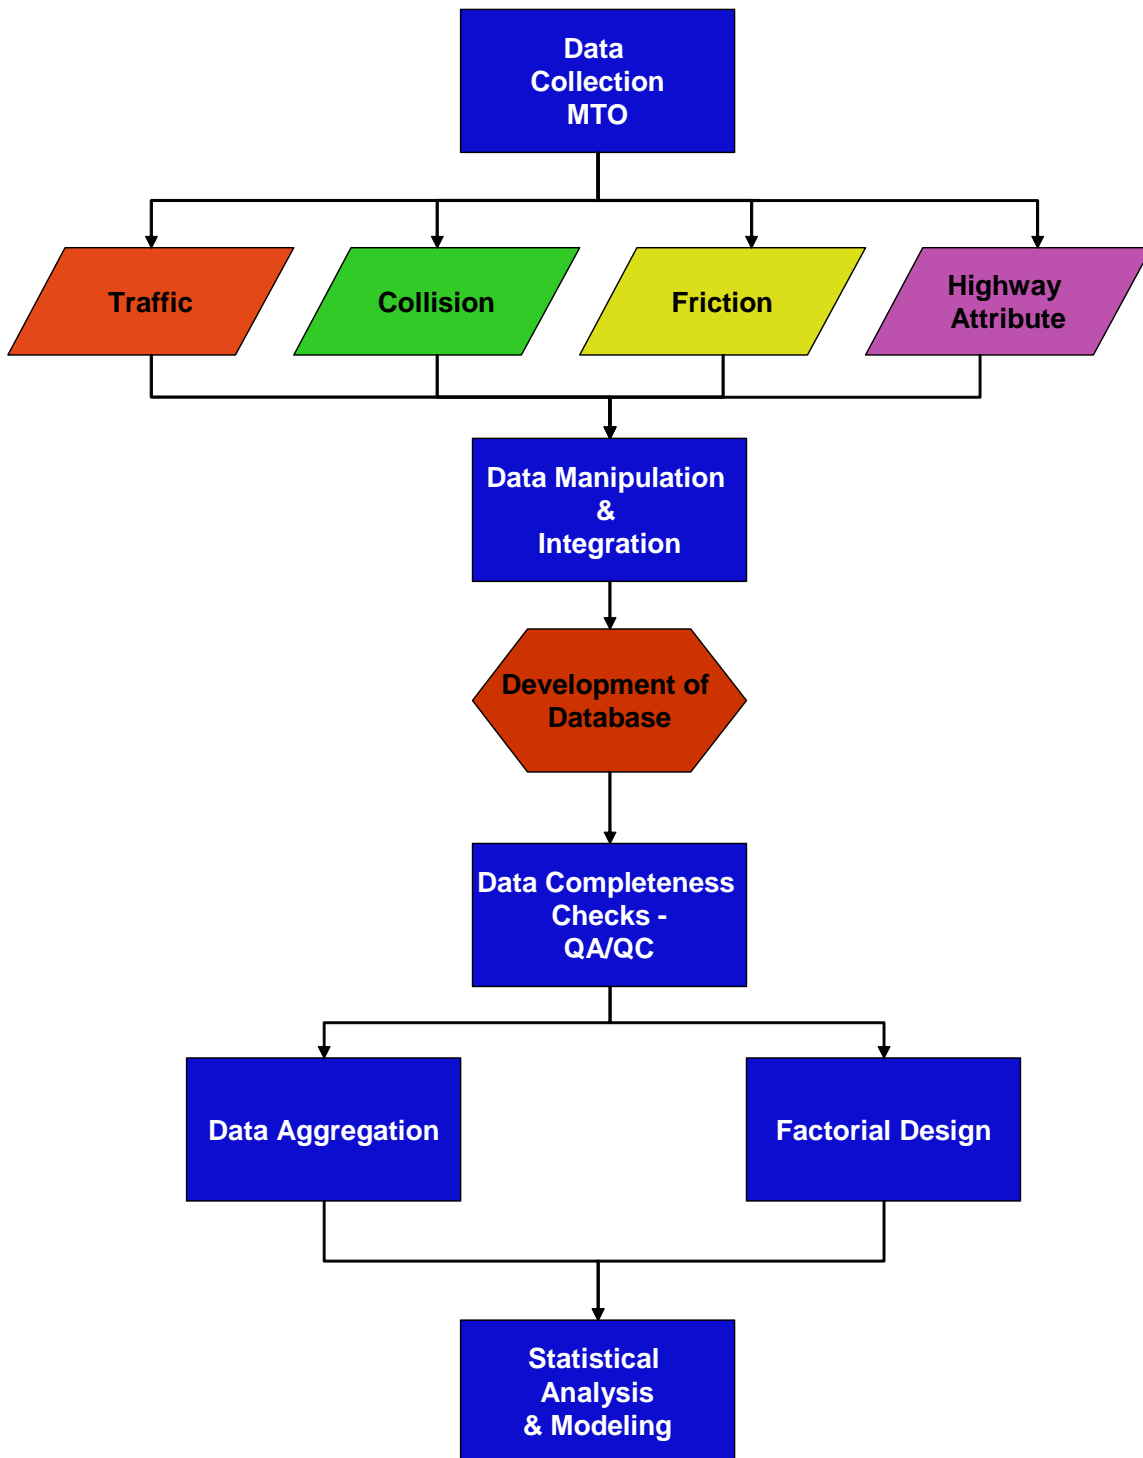 Data
Collection
MTO
Traffic
Collision
Friction
Highway
Attribute
Data Manipulation
&
Integration
Development of
Database
Data Completeness
Checks -
QA/QC
Data Aggregation
Factorial Design
Statistical
Analysis
& Modeling